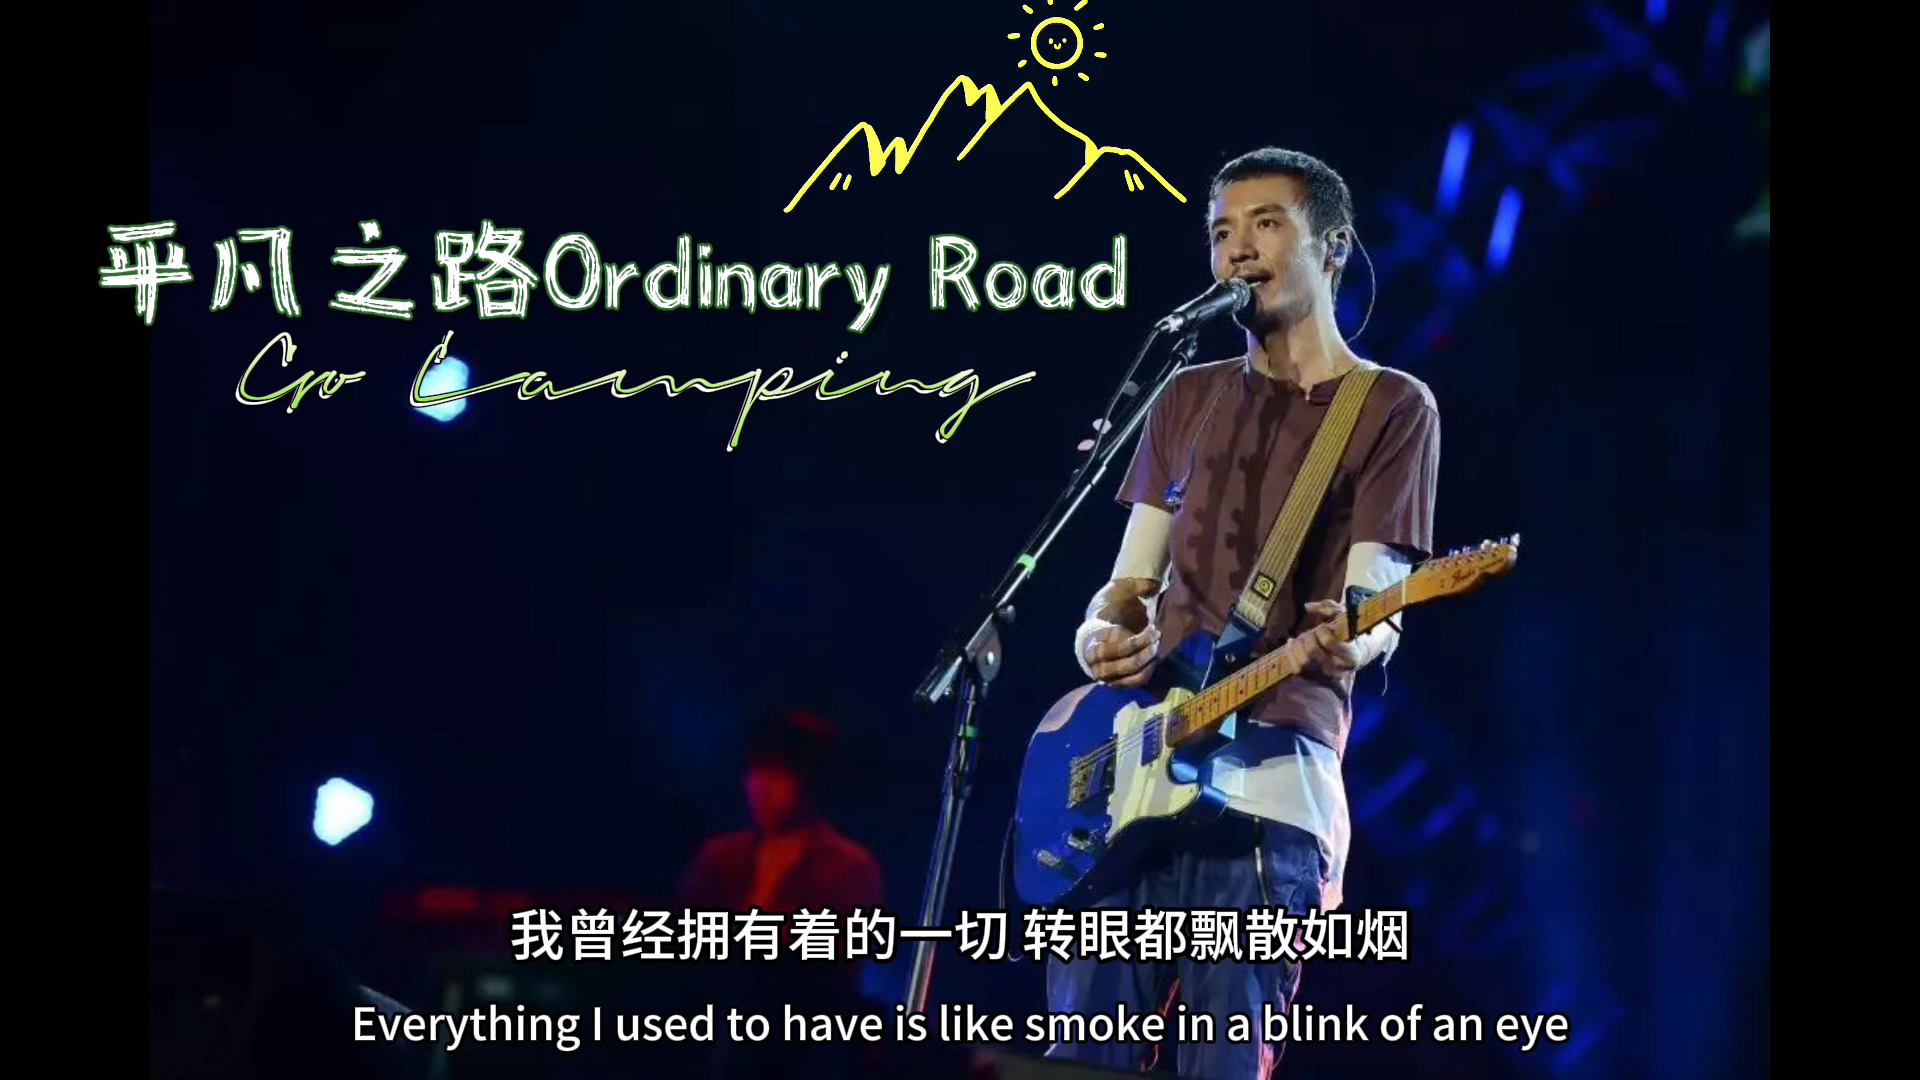 平凡之路Ordinary Road
Go Camping
Fender
我曾经拥有着的一切 转眼都飘散如烟
Everything I used to have is like smoke in a blink of an eye